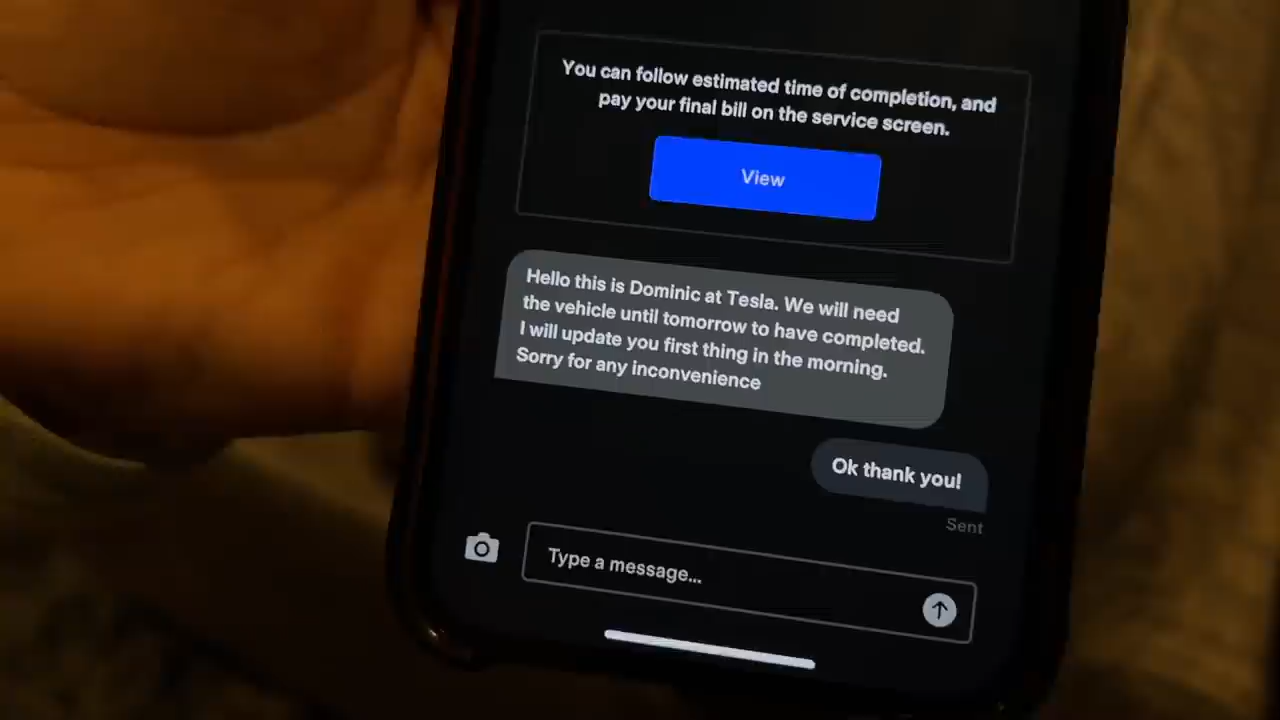 You can follow estimated time of completion, and
pay your final bill on the service screen.
View
Hello this is Dominic at Tesla. We will need
the vehicle until tomorrow to have completed.
I will update you first thing in the morning.
Sorry for any inconvenience
Ok thank you!
Sent
Type a message...